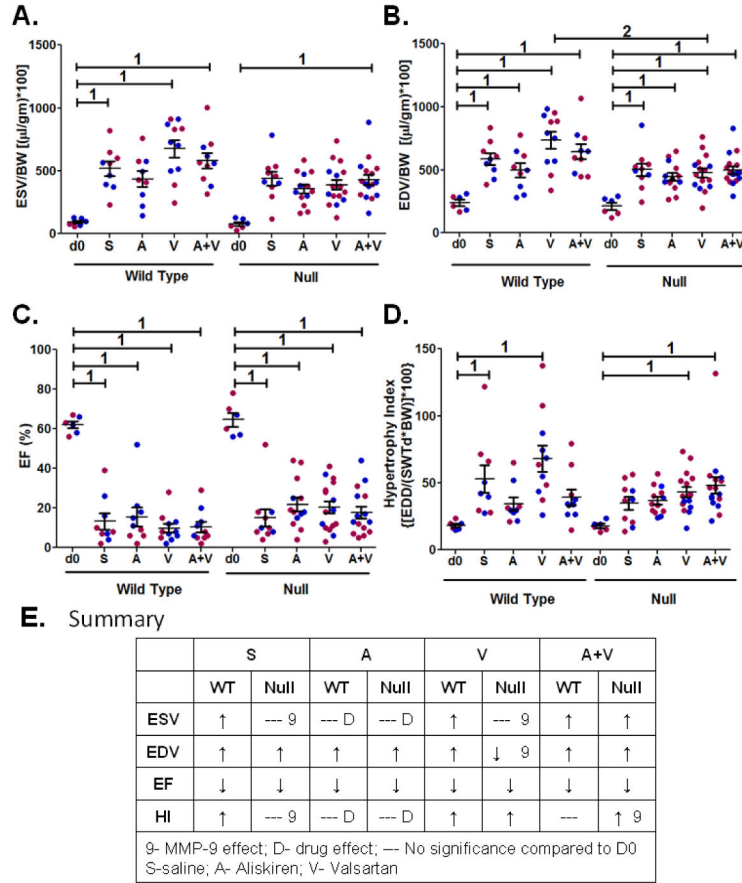 A.
1500
1000
500
0
ESV/BW [(µl/gm)*100]
1
1
1
1
d0 S A V A+V d0 S A V A+V
Wild Type Null
B.
1500
1000
500
0
EDV/BW [(µl/gm)*100]
2
1
1
1
1
1
1
1
1
d0 S A V A+V d0 S A V A+V
Wild Type Null
C.
100
80
60
40
20
0
EF (%)
1
1
1
1
1
1
1
1
d0 S A V A+V d0 S A V A+V
Wild Type Null
D.
150
100
50
0
Hypertrophy Index
{[EDD/(SWTd*BW)]*100}
1
1
1
1
d0 S A V A+V d0 S A V A+V
Wild Type Null
E. Summary
S A V A+V
WT Null WT Null WT Null WT Null
ESV ↑ --- 9 --- D --- D ↑ --- 9 ↑ ↑
EDV ↑ ↑ ↑ ↑ ↑ ↓ 9 ↑ ↑
EF ↓ ↓ ↓ ↓ ↓ ↓ ↓ ↓
HI ↑ --- 9 --- D --- D ↑ ↑ --- ↑ 9
9- MMP-9 effect; D- drug effect; --- No significance compared to D0
S-saline; A- Aliskiren; V- Valsartan